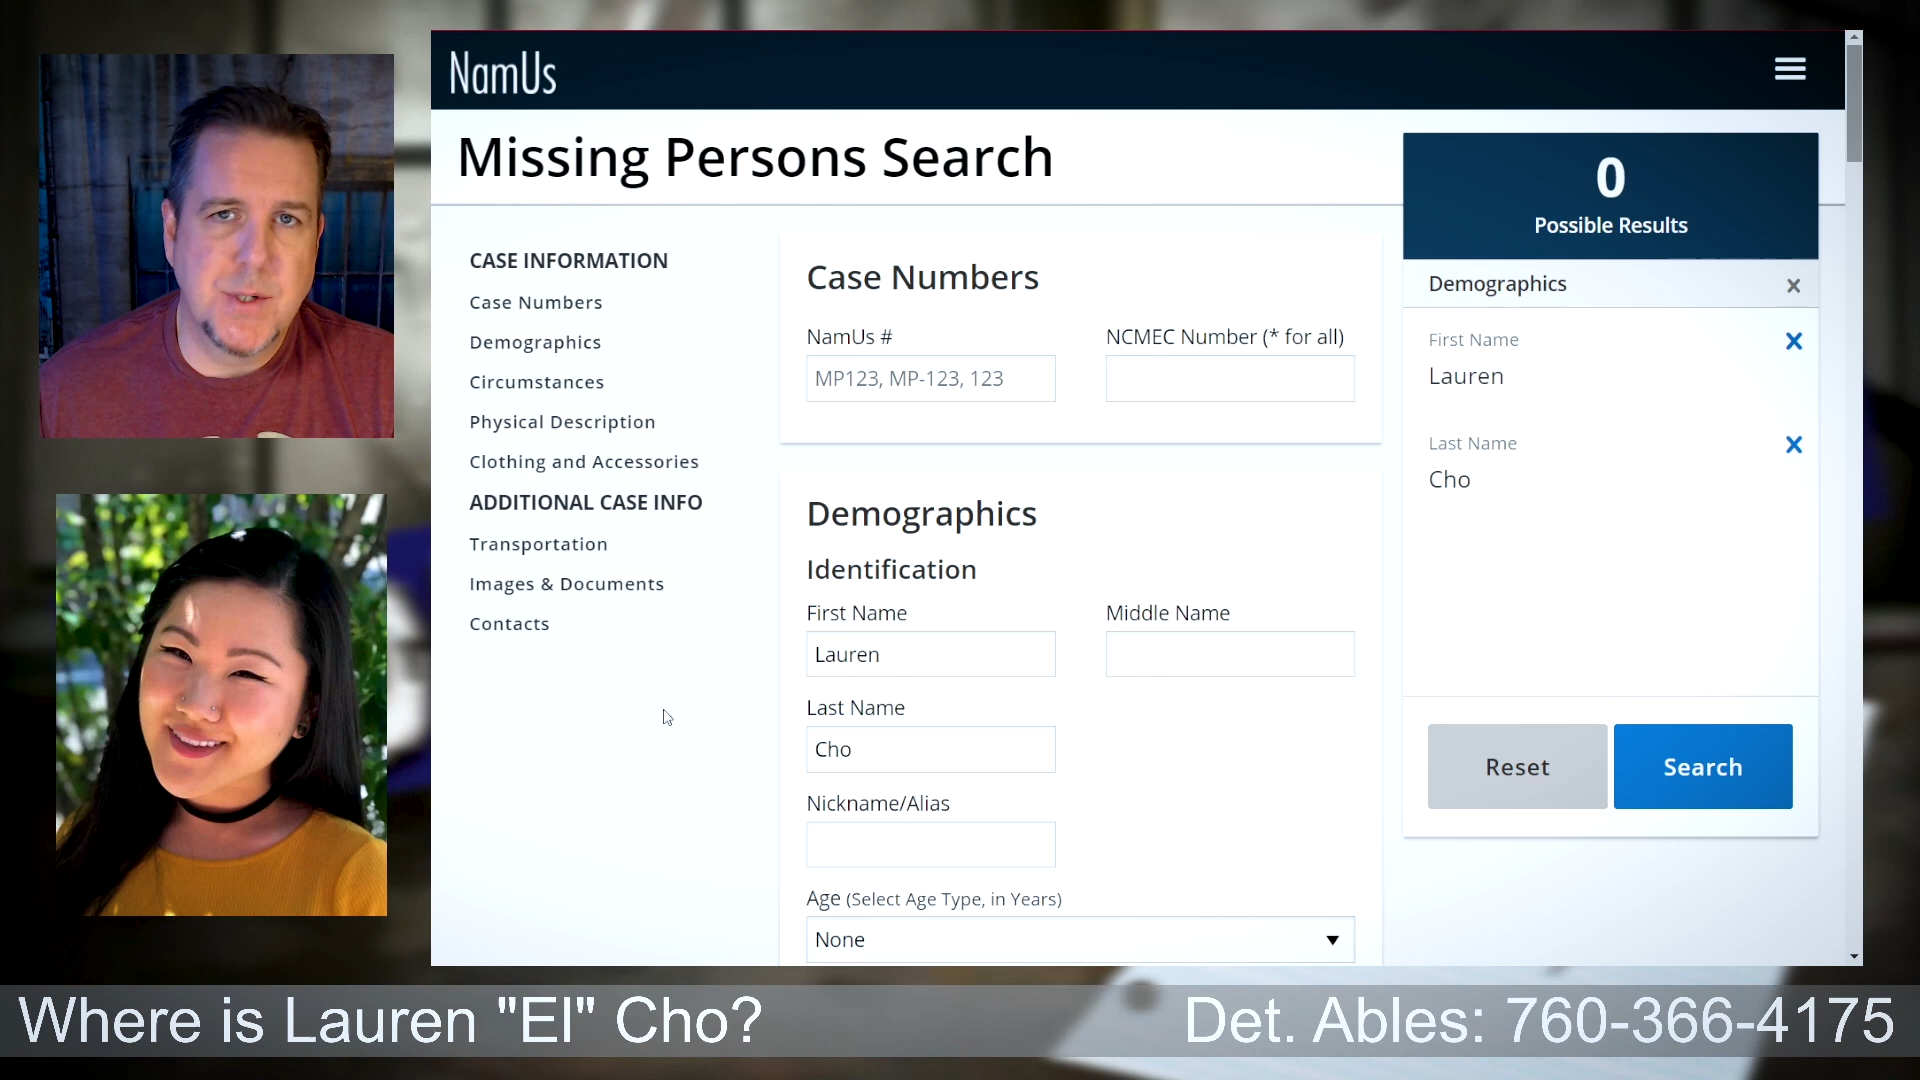 NamUs
Missing Persons Search
0
Possible Results
Demographics
First Name
Lauren
Last Name
Cho
Reset
Search
CASE INFORMATION
Case Numbers
Demographics
Circumstances
Physical Description
Clothing and Accessories
ADDITIONAL CASE INFO
Transportation
Images & Documents
Contacts
Case Numbers
NamUs #
MP123, MP-123, 123
NCMEC Number (* for all)
Demographics
Identification
First Name
Lauren
Middle Name
Last Name
Cho
Nickname/Alias
Age (Select Age Type, in Years)
None
Where is Lauren "El" Cho?
Det. Ables: 760-366-4175